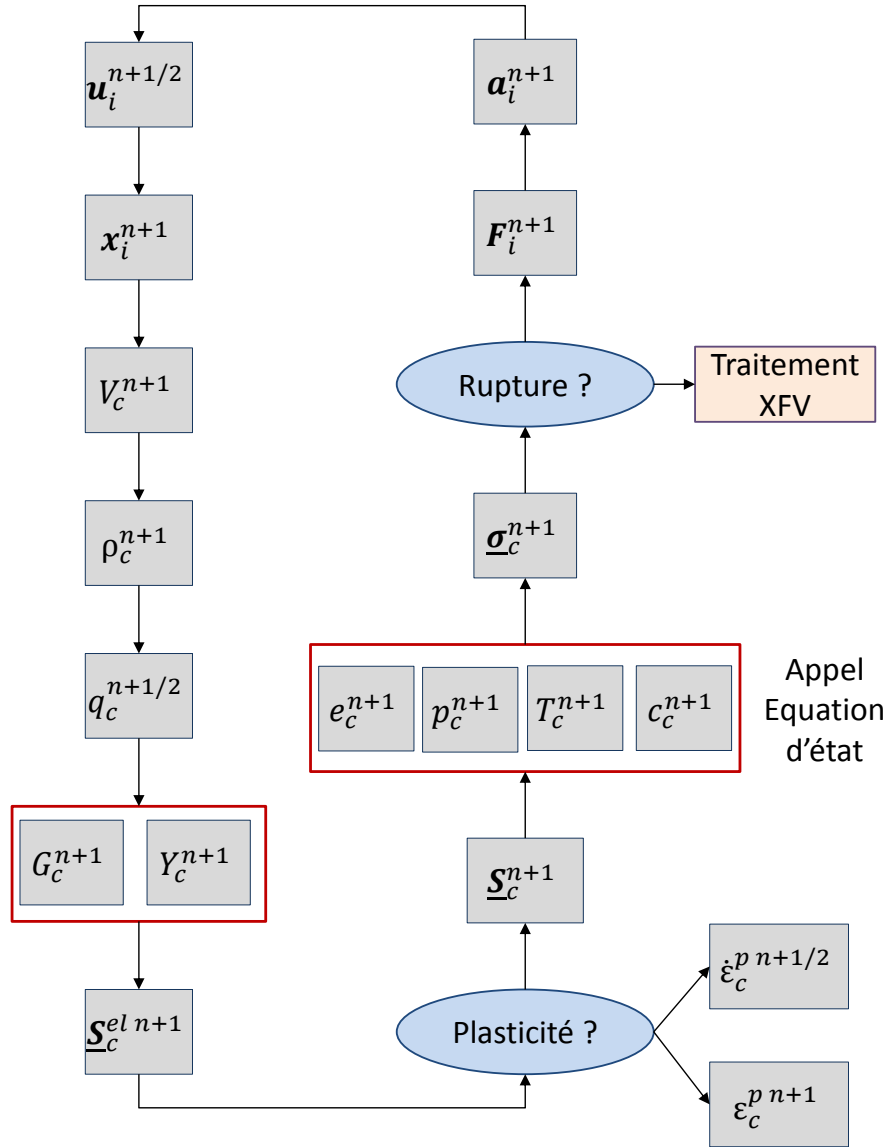 𝒖_i^{n+1/2}
𝒙_i^{n+1}
V_c^{n+1}
ρ_c^{n+1}
q_c^{n+1/2}
G_c^{n+1} Y_c^{n+1}
𝑺_c^{el n+1}
Plasticité ?
ε̇_c^{p n+1/2}
ε_c^{p n+1}
𝑺_c^{n+1}
e_c^{n+1} p_c^{n+1} T_c^{n+1} c_c^{n+1}
Appel
Equation
d’état
𝝈_c^{n+1}
Rupture ?
Traitement
XFV
𝑭_i^{n+1}
𝒂_i^{n+1}